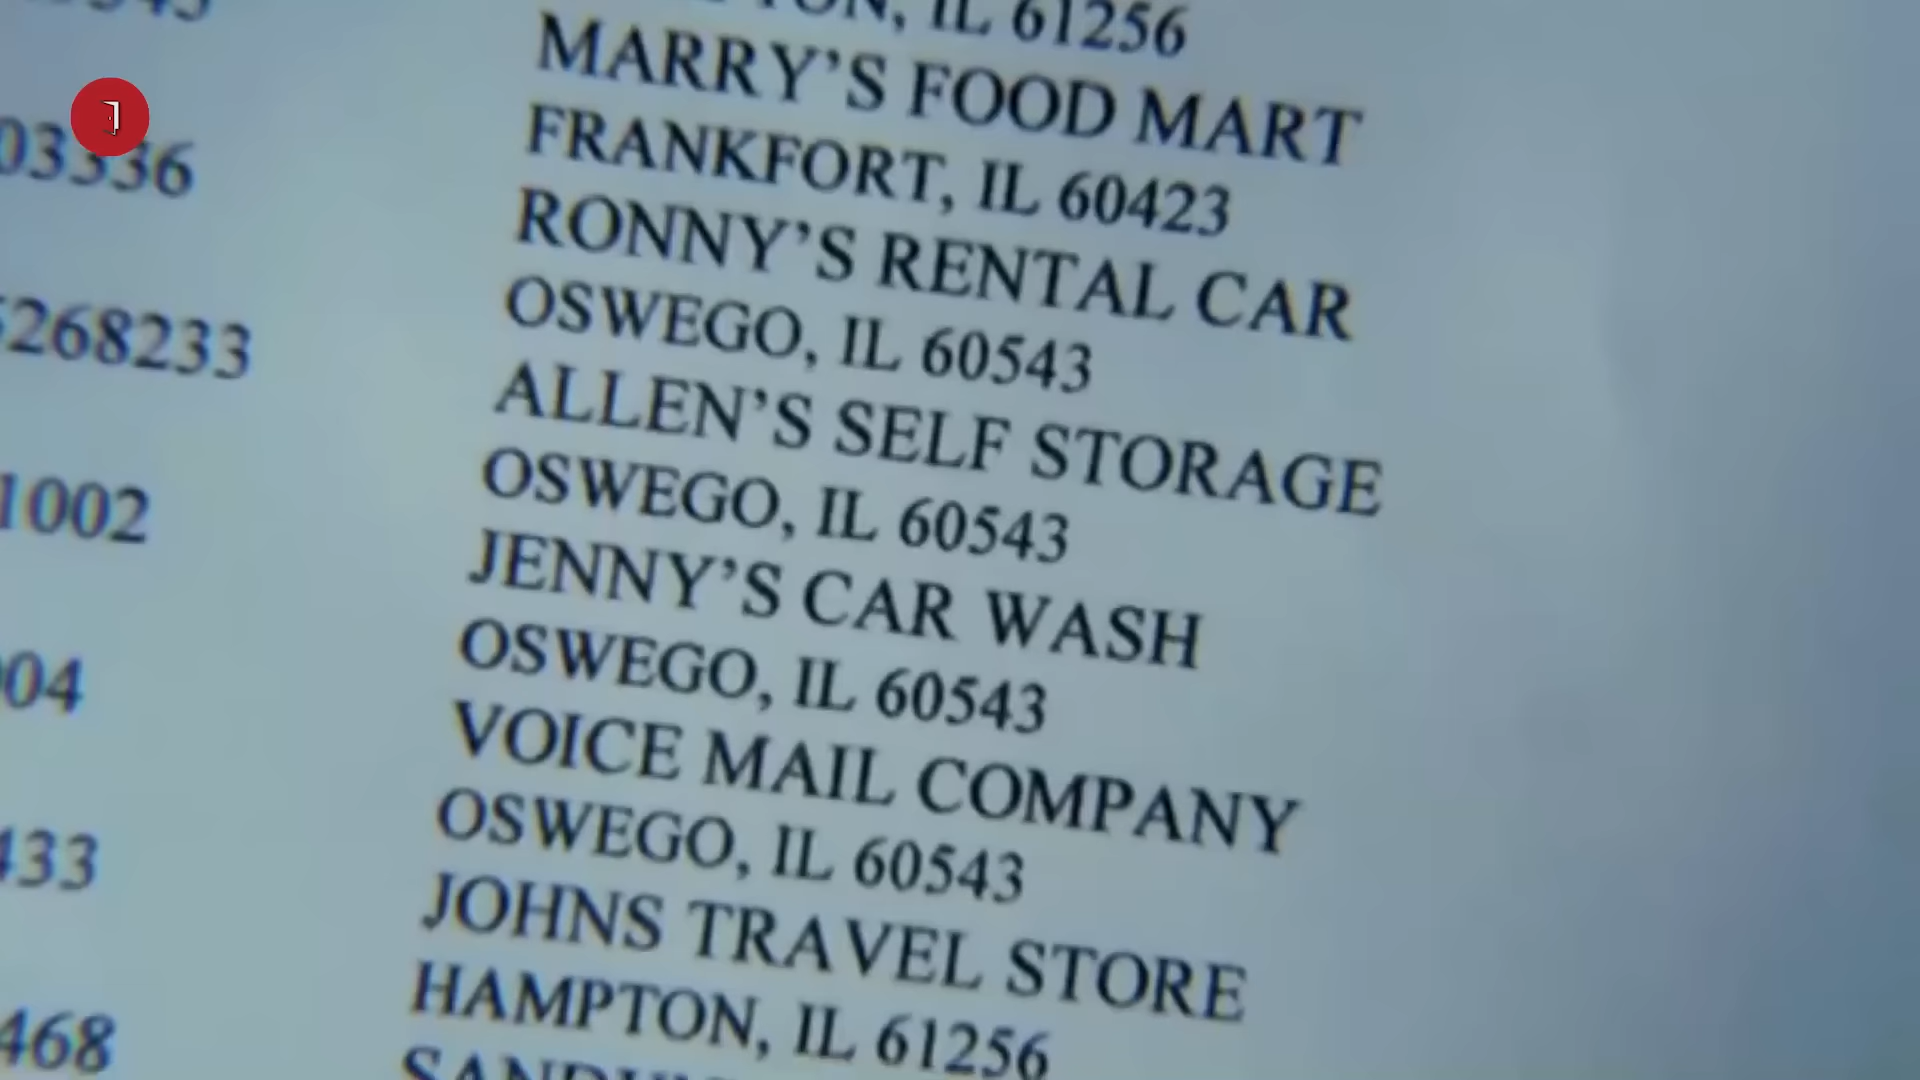 IL 61256
MARRY'S FOOD MART
03336
FRANKFORT, IL 60423
RONNY'S RENTAL CAR
268233
OSWEGO, IL 60543
ALLEN'S SELF STORAGE
1002
OSWEGO, IL 60543
JENNY'S CAR WASH
04
OSWEGO, IL 60543
VOICE MAIL COMPANY
433
OSWEGO, IL 60543
JOHNS TRAVEL STORE
468
HAMPTON, IL 61256